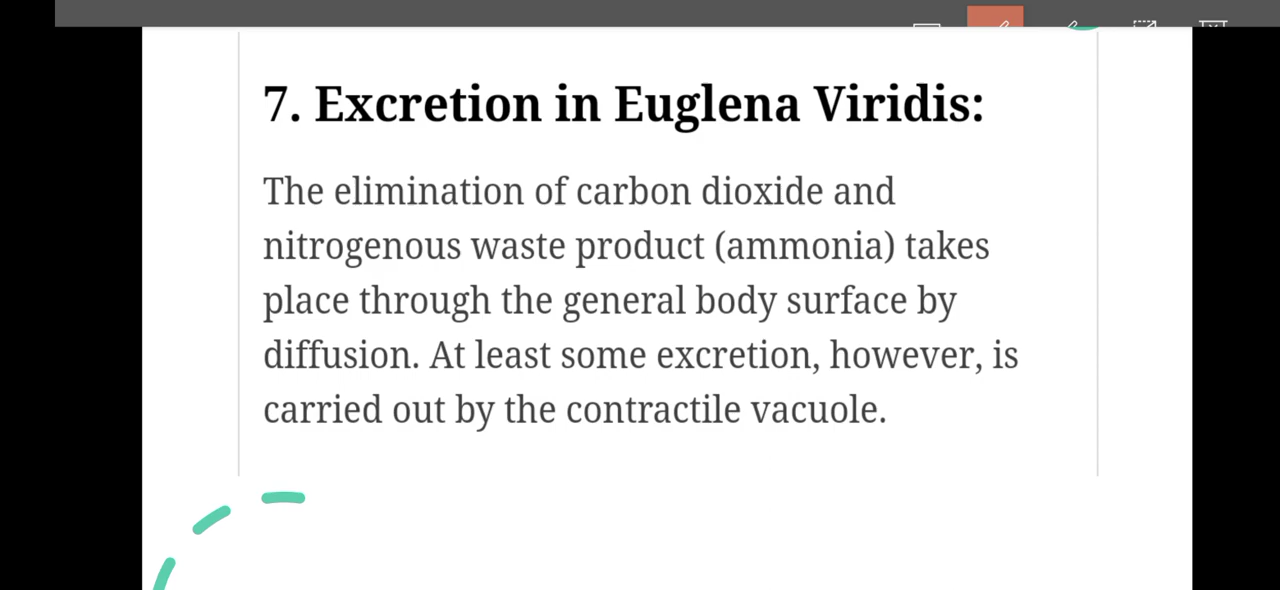 7. Excretion in Euglena Viridis:
The elimination of carbon dioxide and
nitrogenous waste product (ammonia) takes
place through the general body surface by
diffusion. At least some excretion, however, is
carried out by the contractile vacuole.